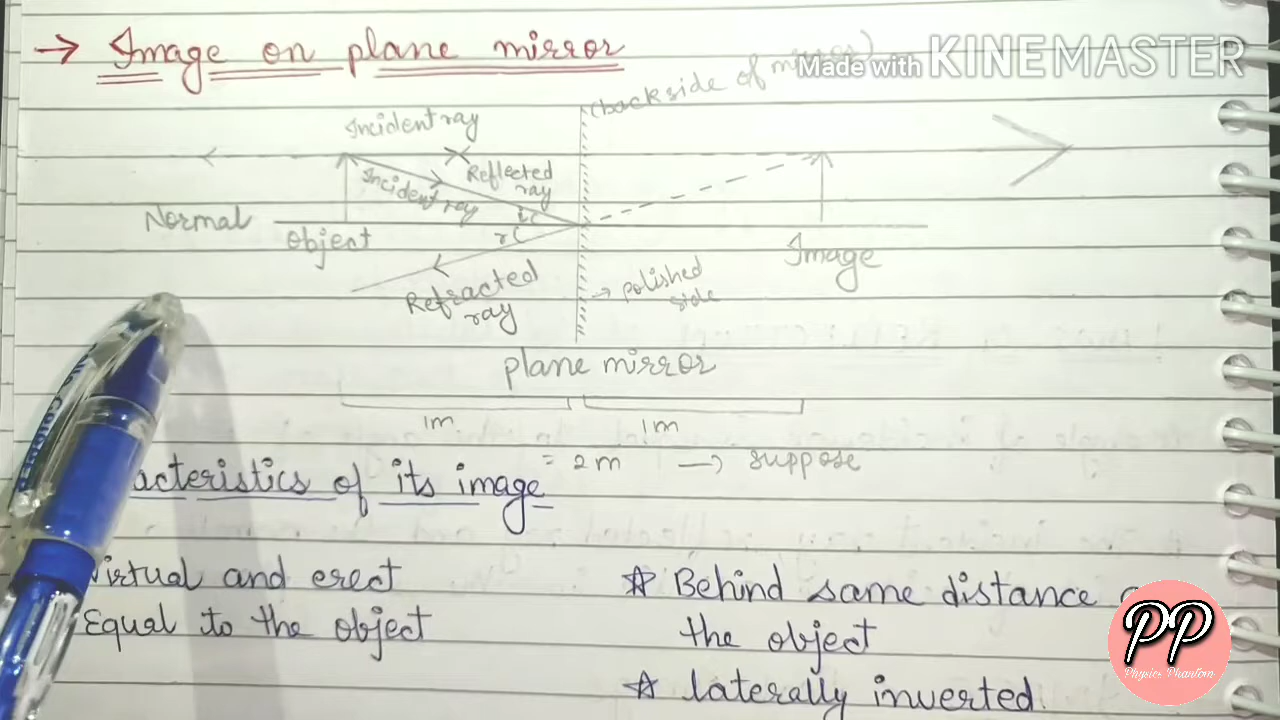 → Image on plane mirror
Made with KINEMASTER
(backside of mirror)
Incident ray
Reflected
ray
Incident ray
Normal
i
r
object
Image
Refracted
ray
→ polished
side
plane mirror
1m
1m
= 2m → suppose
acteristics of its image
Virtual and erect
☆ Behind same distance
Equal to the object
the object
☆ laterally inverted
PP
Physics Phantom